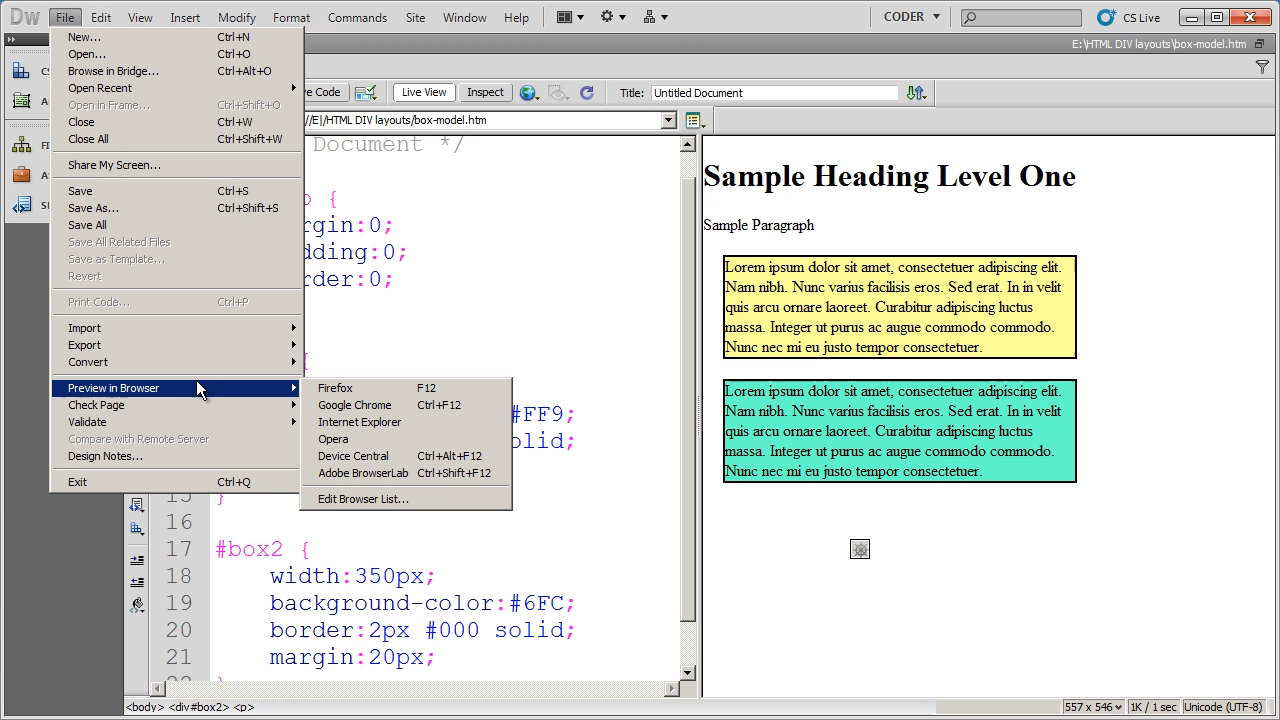 Dw File Edit View Insert Modify Format Commands Site Window Help CODER CS Live
E:\HTML DIV layouts\box-model.htm
Code Live View Inspect Title: Untitled Document
//E|/HTML DIV layouts/box-model.htm
New... Ctrl+N
Open... Ctrl+O
Browse in Bridge... Ctrl+Alt+O
Open Recent
Open in Frame... Ctrl+Shift+O
Close Ctrl+W
Close All Ctrl+Shift+W
Share My Screen...
Save Ctrl+S
Save As... Ctrl+Shift+S
Save All
Save All Related Files
Save as Template...
Revert
Print Code... Ctrl+P
Import
Export
Convert
Preview in Browser
Check Page
Validate
Compare with Remote Server
Design Notes...
Exit Ctrl+Q
Firefox F12
Google Chrome Ctrl+F12
Internet Explorer
Opera
Device Central Ctrl+Alt+F12
Adobe BrowserLab Ctrl+Shift+F12
Edit Browser List...
Document */
{
rgin:0;
dding:0;
rder:0;
{
#FF9;
olid;
15 }
16
17 #box2 {
18 width:350px;
19 background-color:#6FC;
20 border:2px #000 solid;
21 margin:20px;
Sample Heading Level One
Sample Paragraph
Lorem ipsum dolor sit amet, consectetuer adipiscing elit.
Nam nibh. Nunc varius facilisis eros. Sed erat. In in velit
quis arcu ornare laoreet. Curabitur adipiscing luctus
massa. Integer ut purus ac augue commodo commodo.
Nunc nec mi eu justo tempor consectetuer.
Lorem ipsum dolor sit amet, consectetuer adipiscing elit.
Nam nibh. Nunc varius facilisis eros. Sed erat. In in velit
quis arcu ornare laoreet. Curabitur adipiscing luctus
massa. Integer ut purus ac augue commodo commodo.
Nunc nec mi eu justo tempor consectetuer.
<body> <div#box2> <p> 557 x 546 1K / 1 sec Unicode (UTF-8)